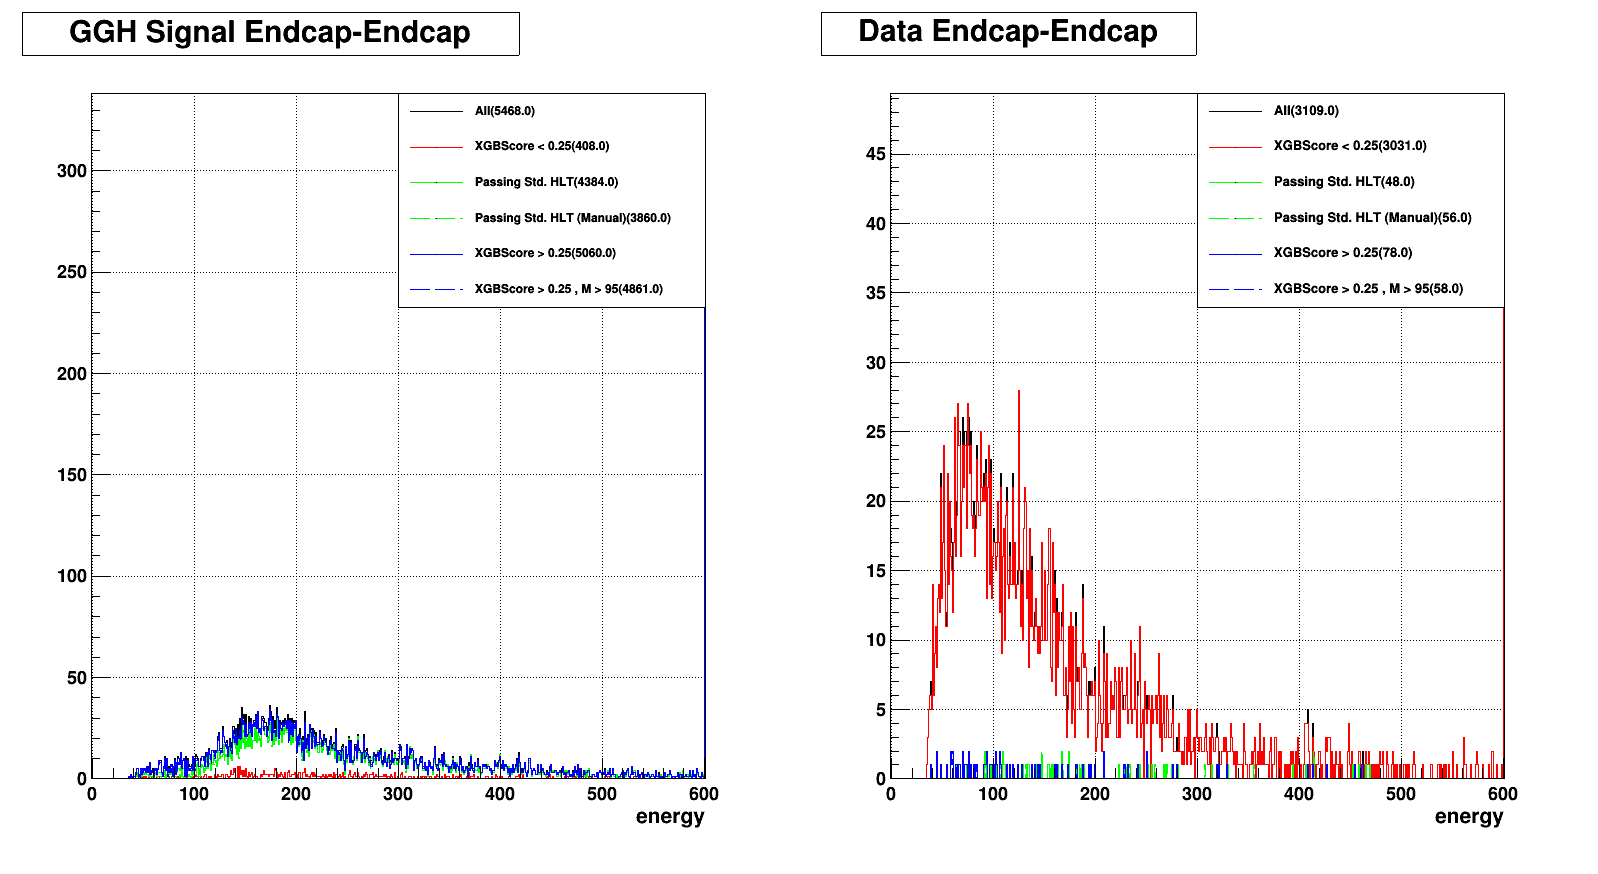 GGH Signal Endcap-Endcap
All(5468.0)
XGBScore < 0.25(408.0)
Passing Std. HLT(4384.0)
Passing Std. HLT (Manual)(3860.0)
XGBScore > 0.25(5060.0)
XGBScore > 0.25 , M > 95(4861.0)
300
250
200
150
100
50
0
0 100 200 300 400 500 600
energy
Data Endcap-Endcap
All(3109.0)
XGBScore < 0.25(3031.0)
Passing Std. HLT(48.0)
Passing Std. HLT (Manual)(56.0)
XGBScore > 0.25(78.0)
XGBScore > 0.25 , M > 95(58.0)
45
40
35
30
25
20
15
10
5
0
0 100 200 300 400 500 600
energy